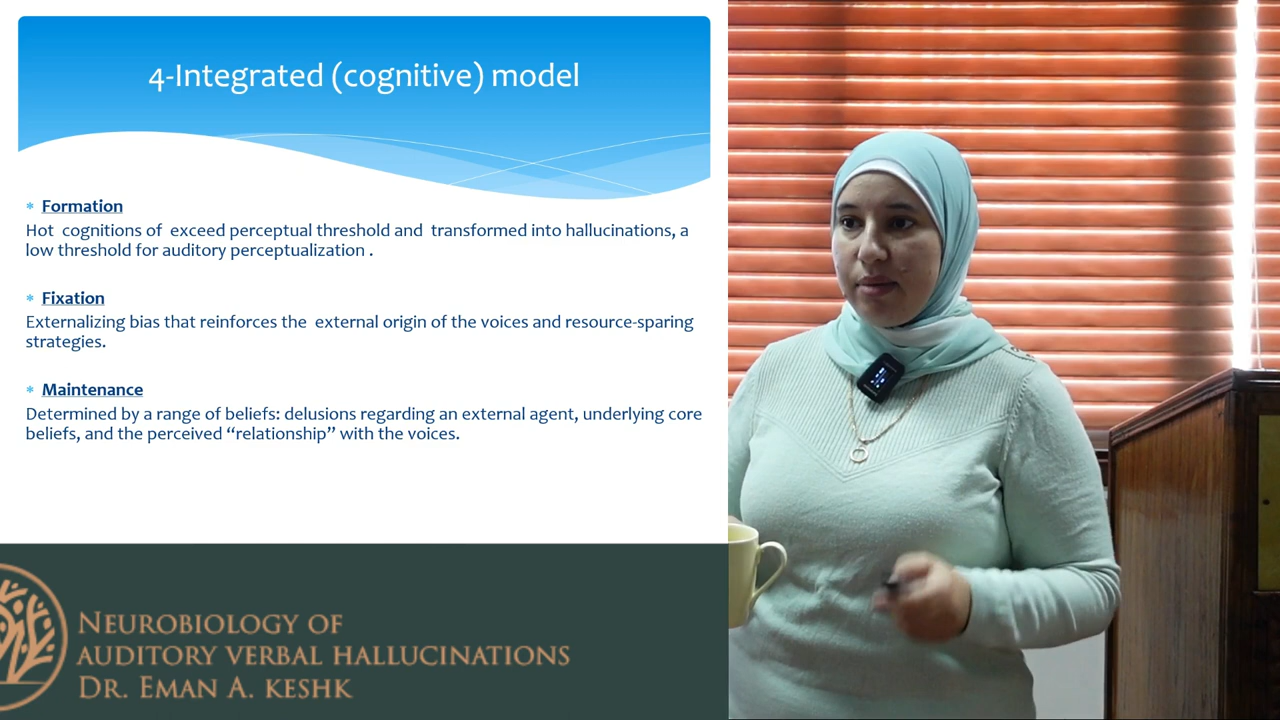 4-Integrated (cognitive) model
* Formation
Hot cognitions of exceed perceptual threshold and transformed into hallucinations, a
low threshold for auditory perceptualization .
* Fixation
Externalizing bias that reinforces the external origin of the voices and resource-sparing
strategies.
* Maintenance
Determined by a range of beliefs: delusions regarding an external agent, underlying core
beliefs, and the perceived “relationship” with the voices.
NEUROBIOLOGY OF
AUDITORY VERBAL HALLUCINATIONS
DR. EMAN A. KESHK